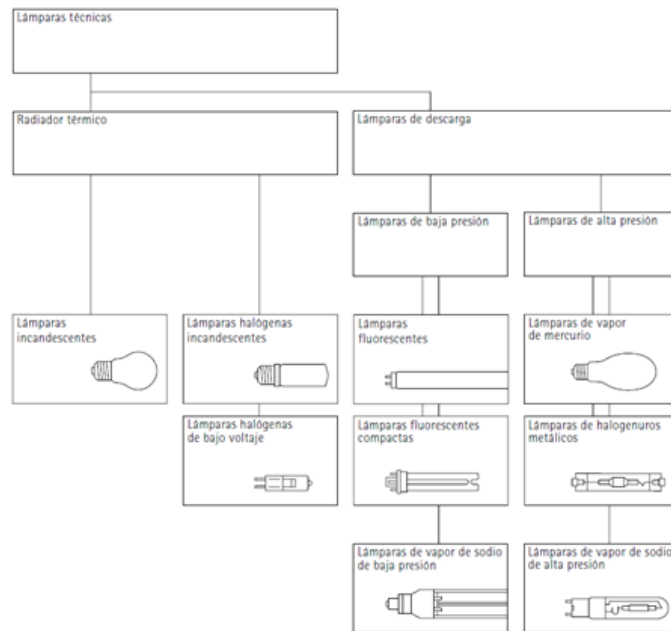 Lámparas técnicas
Radiador térmico
Lámparas de descarga
Lámparas de baja presión
Lámparas de alta presión
Lámparas
incandescentes
Lámparas halógenas
incandescentes
Lámparas
fluorescentes
Lámparas de vapor
de mercurio
Lámparas halógenas
de bajo voltaje
Lámparas fluorescentes
compactas
Lámparas de halogenuros
metálicos
Lámparas de vapor de sodio
de baja presión
Lámparas de vapor de sodio
de alta presión